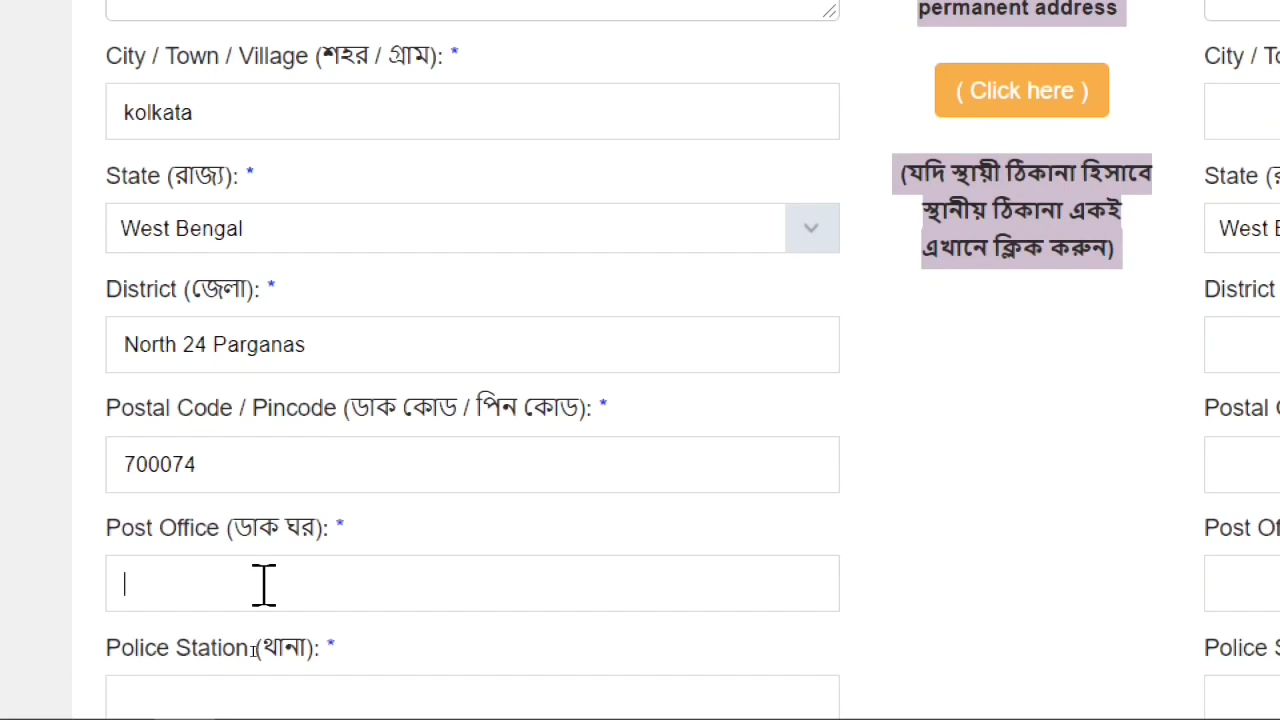 permanent address
City / Town / Village (শহর / গ্রাম): *
City / To
( Click here )
kolkata
State (রাজ্য): *
(যদি স্থায়ী ঠিকানা হিসাবে
স্থানীয় ঠিকানা একই
এখানে ক্লিক করুন)
State (র
West Bengal
West B
District (জেলা): *
District
North 24 Parganas
Postal Code / Pincode (ডাক কোড / পিন কোড): *
Postal C
700074
Post Office (ডাক ঘর): *
Post Of
Police Station (থানা): *
Police S